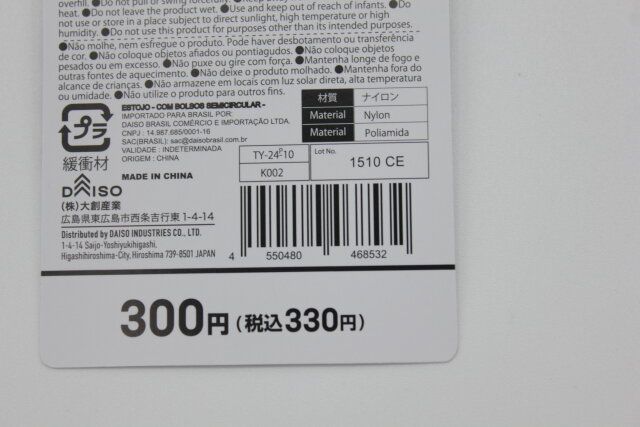 overfill. ●Do not pull or swing forcefully. ●Keep away
heat. ●Do not leave the product wet. ●Use and keep out of reach of infants. ●Do
not use or store in a place subject to direct sunlight, high temperature or high
humidity. ●Do not use this product for purposes other than its intended purposes.
●Não molhe, nem esfregue o produto. Pode haver desbotamento ou transferência
de cor. ●Não coloque objetos afiados ou pontiagudos. ●Não coloque objetos
pesados ou em excesso. ●Não puxe ou gire com força. ●Mantenha longe de fogo e
outras fontes de aquecimento. ●Não deixe o produto molhado. ●Mantenha fora do
alcance de crianças. ●Não armazene em locais com luz solar direta, alta temperatura
ou umidade. ●Não utilize o produto para outros fins.
プラ
緩衝材
ESTOJO - COM BOLSOS SEMICIRCULAR -
IMPORTADO PARA BRASIL POR:
DAISO BRASIL COMÉRCIO E IMPORTAÇÃO LTDA.
CNPJ : 14.987.685/0001-16
SAC(BRASIL): sac@daisobrasil.com.br
VALIDADE : INDETERMINADA
ORIGEM : CHINA
MADE IN CHINA
材質 ナイロン
Material Nylon
Material Poliamida
TY-24P10
K002
Lot No. 1510 CE
DAISO
(株)大創産業
広島県東広島市西条吉行東 1-4-14
Distributed by DAISO INDUSTRIES CO., LTD.
1-4-14 Saijo-Yoshiyukihigashi,
Higashihiroshima-City, Hiroshima 739-8501 JAPAN
4 550480 468532
300円(税込330円)